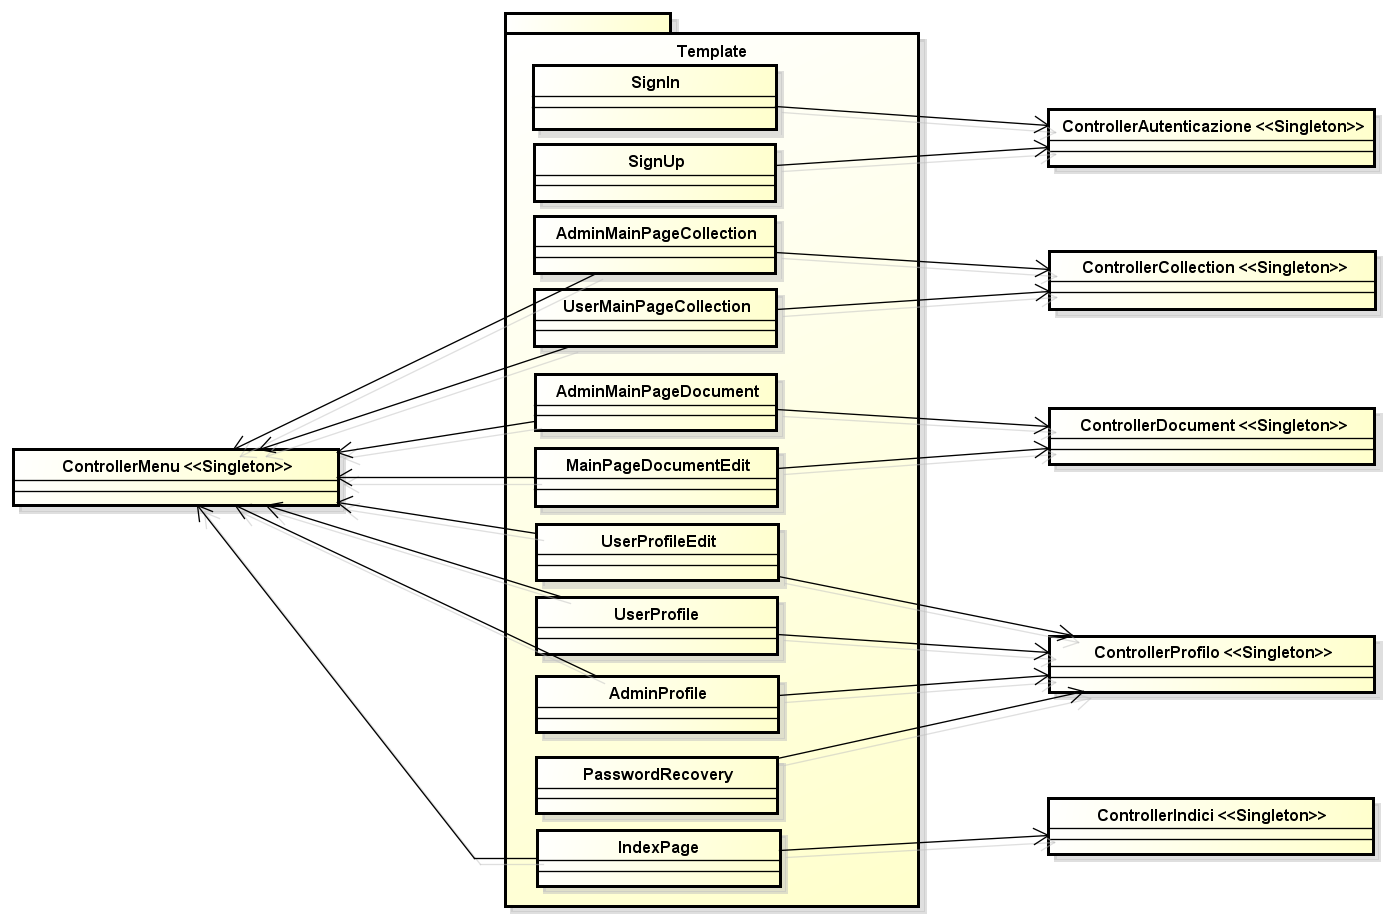 Template
SignIn
SignUp
AdminMainPageCollection
UserMainPageCollection
AdminMainPageDocument
MainPageDocumentEdit
UserProfileEdit
UserProfile
AdminProfile
PasswordRecovery
IndexPage
ControllerMenu <<Singleton>>
ControllerAutenticazione <<Singleton>>
ControllerCollection <<Singleton>>
ControllerDocument <<Singleton>>
ControllerProfilo <<Singleton>>
ControllerIndici <<Singleton>>